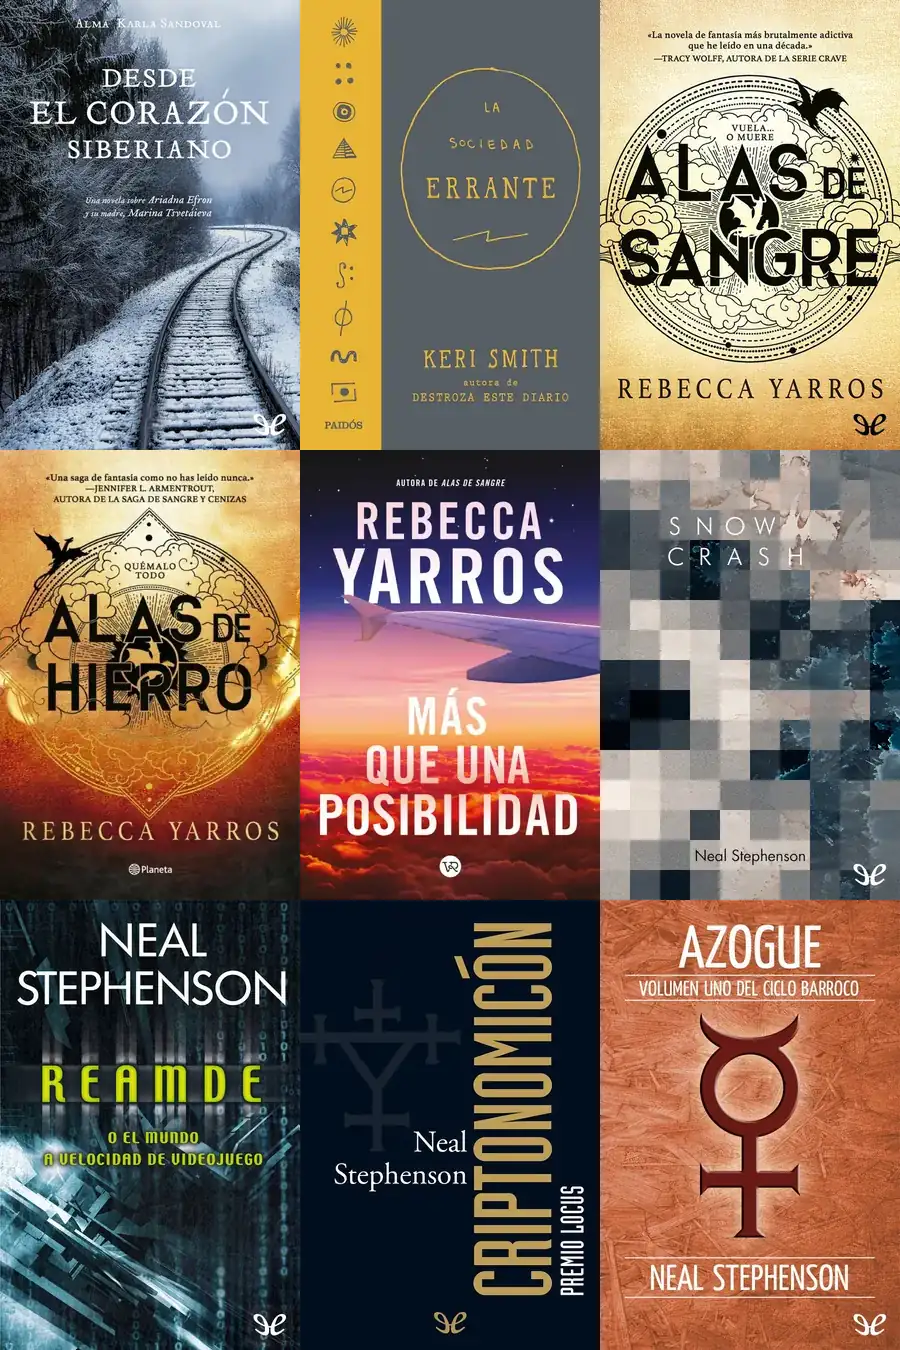 Alma Karla Sandoval
DESDE
EL CORAZÓN
SIBERIANO
Una novela sobre Ariadna Efron
y su madre, Marina Tsvetáieva
LA
SOCIEDAD
ERRANTE
KERI SMITH
autora de
DESTROZA ESTE DIARIO
PAIDÓS
«La novela de fantasía más brutalmente adictiva
que he leído en una década.»
—TRACY WOLFF, AUTORA DE LA SERIE CRAVE
VUELA...
O MUERE
ALAS DE
SANGRE
REBECCA YARROS
«Una saga de fantasía como no has leído nunca.»
—JENNIFER L. ARMENTROUT,
AUTORA DE LA SAGA DE SANGRE Y CENIZAS
QUÉMALO
TODO
ALAS DE
HIERRO
REBECCA YARROS
Planeta
AUTORA DE ALAS DE SANGRE
REBECCA
YARROS
MÁS
QUE UNA
POSIBILIDAD
V&R
SNOW
CRASH
Neal Stephenson
NEAL
STEPHENSON
REAMDE
O EL MUNDO
A VELOCIDAD DE VIDEOJUEGO
CRIPTONOMICÓN
Neal
Stephenson
PREMIO LOCUS
AZOGUE
VOLUMEN UNO DEL CICLO BARROCO
NEAL STEPHENSON